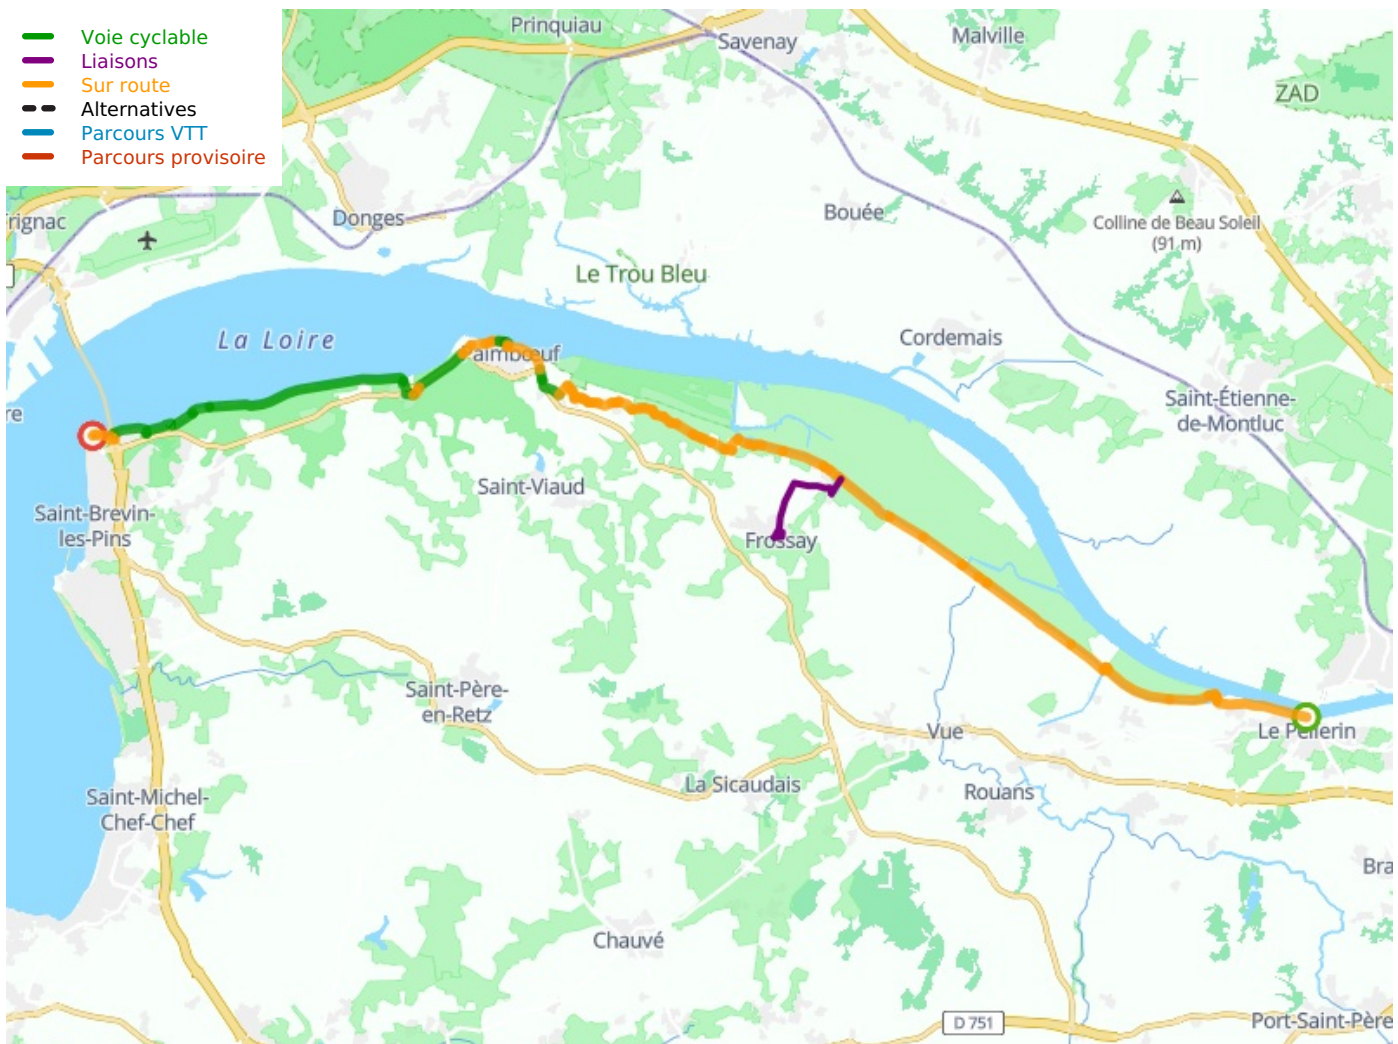 Voie cyclable
Liaisons
Sur route
Alternatives
Parcours VTT
Parcours provisoire
Prinquiau
Savenay
Malville
ZAD
Donges
Bouée
Colline de Beau Soleil
(91 m)
Le Trou Bleu
La Loire
Cordemais
Saint-Étienne-
de-Montluc
Saint-Viaud
Saint-Brevin-
les-Pins
Frossay
Saint-Père-
en-Retz
Vue
Le Pellerin
La Sicaudais
Rouans
Saint-Michel-
Chef-Chef
Chauvé
D 751
Port-Saint-Père